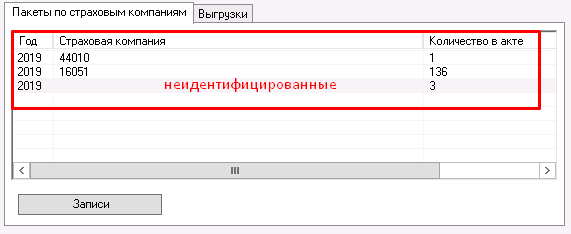 Пакеты по страховым компаниям Выгрузки
Год Страховая компания Количество в акте
2019 44010 1
2019 16051 136
2019 неидентифицированные 3
Записи